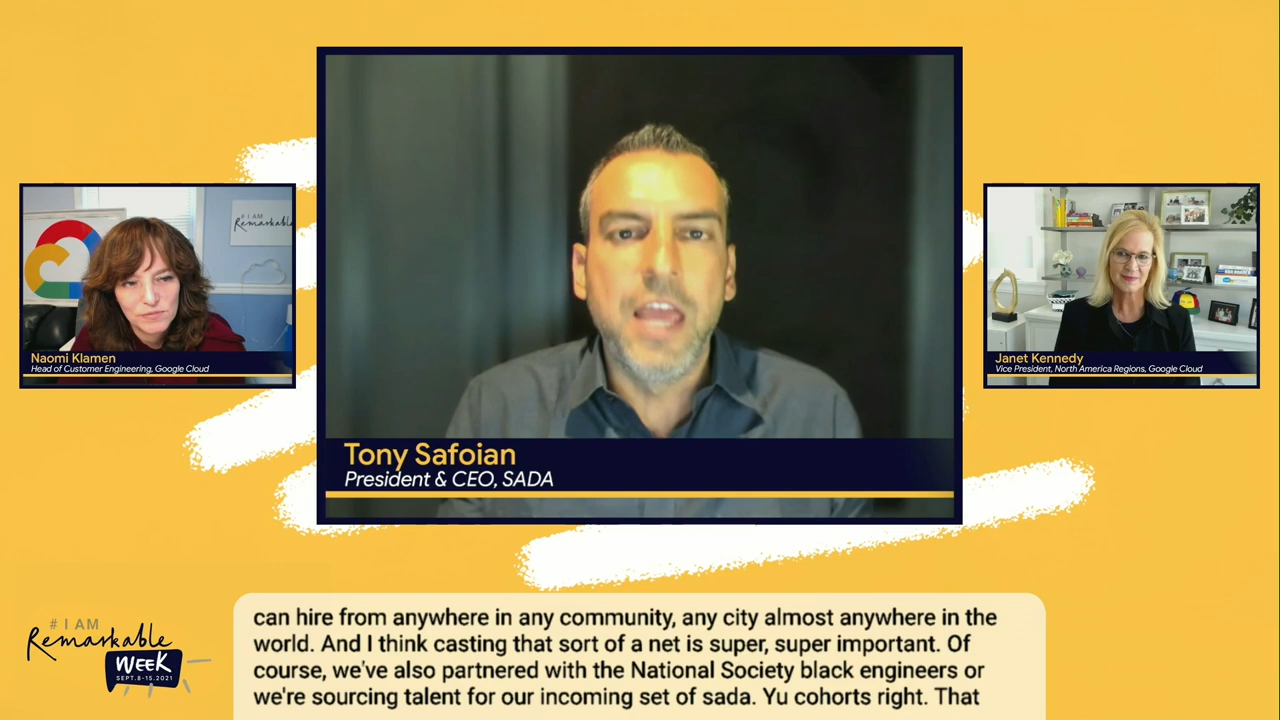 # I AM
Remarkable
Naomi Klamen
Head of Customer Engineering, Google Cloud
Tony Safoian
President & CEO, SADA
Janet Kennedy
Vice President, North America Regions, Google Cloud
# I AM
Remarkable
WEEK
SEPT. 8-15.2021
can hire from anywhere in any community, any city almost anywhere in the
world. And I think casting that sort of a net is super, super important. Of
course, we've also partnered with the National Society black engineers or
we're sourcing talent for our incoming set of sada. Yu cohorts right. That